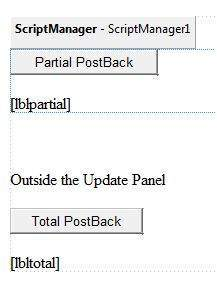 ScriptManager - ScriptManager1
Partial PostBack
[lblpartial]
Outside the Update Panel
Total PostBack
[lbltotal]